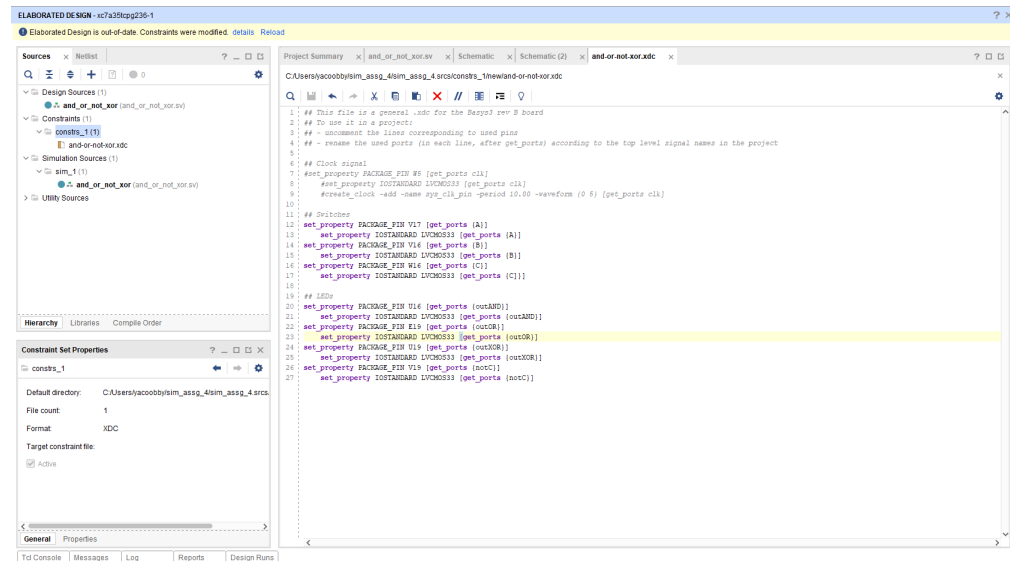 ELABORATED DESIGN - xc7a35tcpg236-1
Elaborated Design is out-of-date. Constraints were modified. details Reload
Sources Netlist
0
Design Sources (1)
and_or_not_xor (and_or_not_xor.sv)
Constraints (1)
constrs_1 (1)
and-or-not-xor.xdc
Simulation Sources (1)
sim_1 (1)
and_or_not_xor (and_or_not_xor.sv)
Utility Sources
Hierarchy Libraries Compile Order
Constraint Set Properties
constrs_1
Default directory: C:/Users/yacoobby/sim_assg_4/sim_assg_4.srcs
File count: 1
Format: XDC
Target constraint file:
Active
General Properties
Tcl Console Messages Log Reports Design Runs
Project Summary and_or_not_xor.sv Schematic Schematic (2) and-or-not-xor.xdc
C:/Users/yacoobby/sim_assg_4/sim_assg_4.srcs/constrs_1/new/and-or-not-xor.xdc
1 ## This file is a general .xdc for the Basys3 rev B board
2 ## To use it in a project:
3 ## - uncomment the lines corresponding to used pins
4 ## - rename the used ports (in each line, after get_ports) according to the top level signal names in the project
5
6 ## Clock signal
7 #set_property PACKAGE_PIN W5 [get_ports clk]
8 #set_property IOSTANDARD LVCMOS33 [get_ports clk]
9 #create_clock -add -name sys_clk_pin -period 10.00 -waveform {0 5} [get_ports clk]
10
11 ## Switches
12 set_property PACKAGE_PIN V17 [get_ports {A}]
13 set_property IOSTANDARD LVCMOS33 [get_ports {A}]
14 set_property PACKAGE_PIN V16 [get_ports {B}]
15 set_property IOSTANDARD LVCMOS33 [get_ports {B}]
16 set_property PACKAGE_PIN W16 [get_ports {C}]
17 set_property IOSTANDARD LVCMOS33 [get_ports {C}]]
18
19 ## LEDs
20 set_property PACKAGE_PIN U16 [get_ports {outAND}]
21 set_property IOSTANDARD LVCMOS33 [get_ports {outAND}]
22 set_property PACKAGE_PIN E19 [get_ports {outOR}]
23 set_property IOSTANDARD LVCMOS33 [get_ports {outOR}]
24 set_property PACKAGE_PIN U19 [get_ports {outXOR}]
25 set_property IOSTANDARD LVCMOS33 [get_ports {outXOR}]
26 set_property PACKAGE_PIN V19 [get_ports {notC}]
27 set_property IOSTANDARD LVCMOS33 [get_ports {notC}]